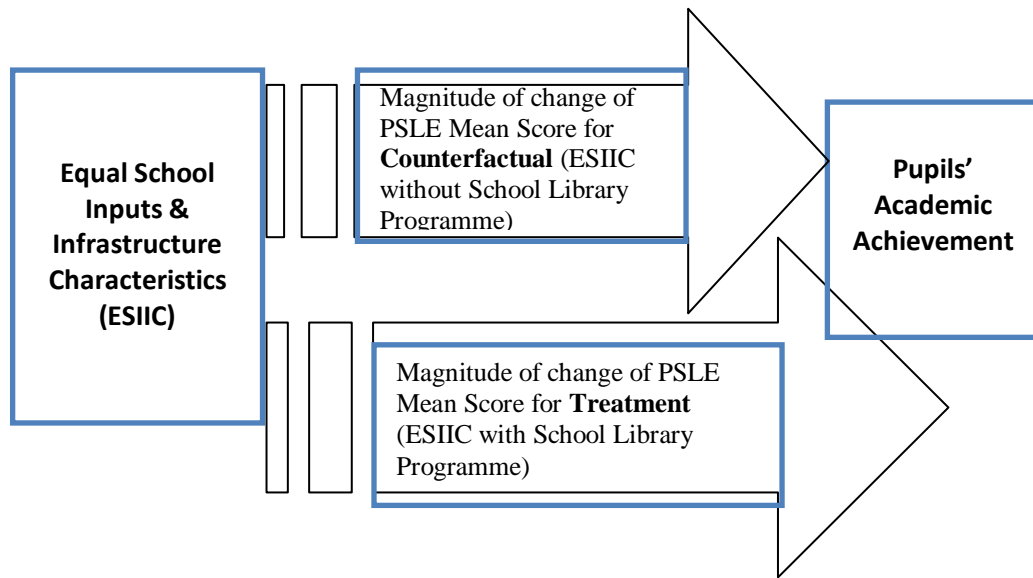 Equal School
Inputs &
Infrastructure
Characteristics
(ESIIC)
Magnitude of change of
PSLE Mean Score for
Counterfactual (ESIIC
without School Library
Programme)
Magnitude of change of PSLE
Mean Score for Treatment
(ESIIC with School Library
Programme)
Pupils’
Academic
Achievement